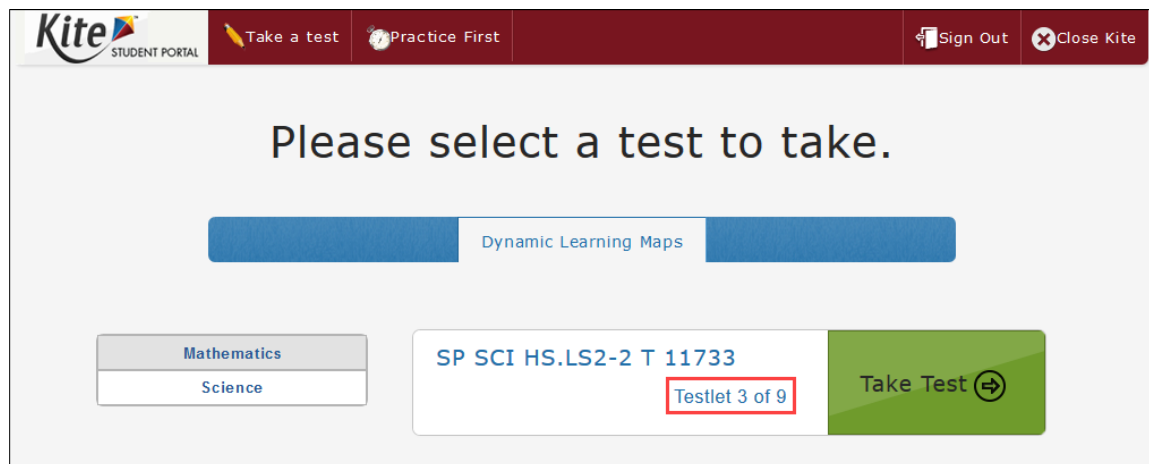 Kite STUDENT PORTAL
Take a test
Practice First
Sign Out
Close Kite
Please select a test to take.
Dynamic Learning Maps
Mathematics
Science
SP SCI HS.LS2-2 T 11733
Testlet 3 of 9
Take Test